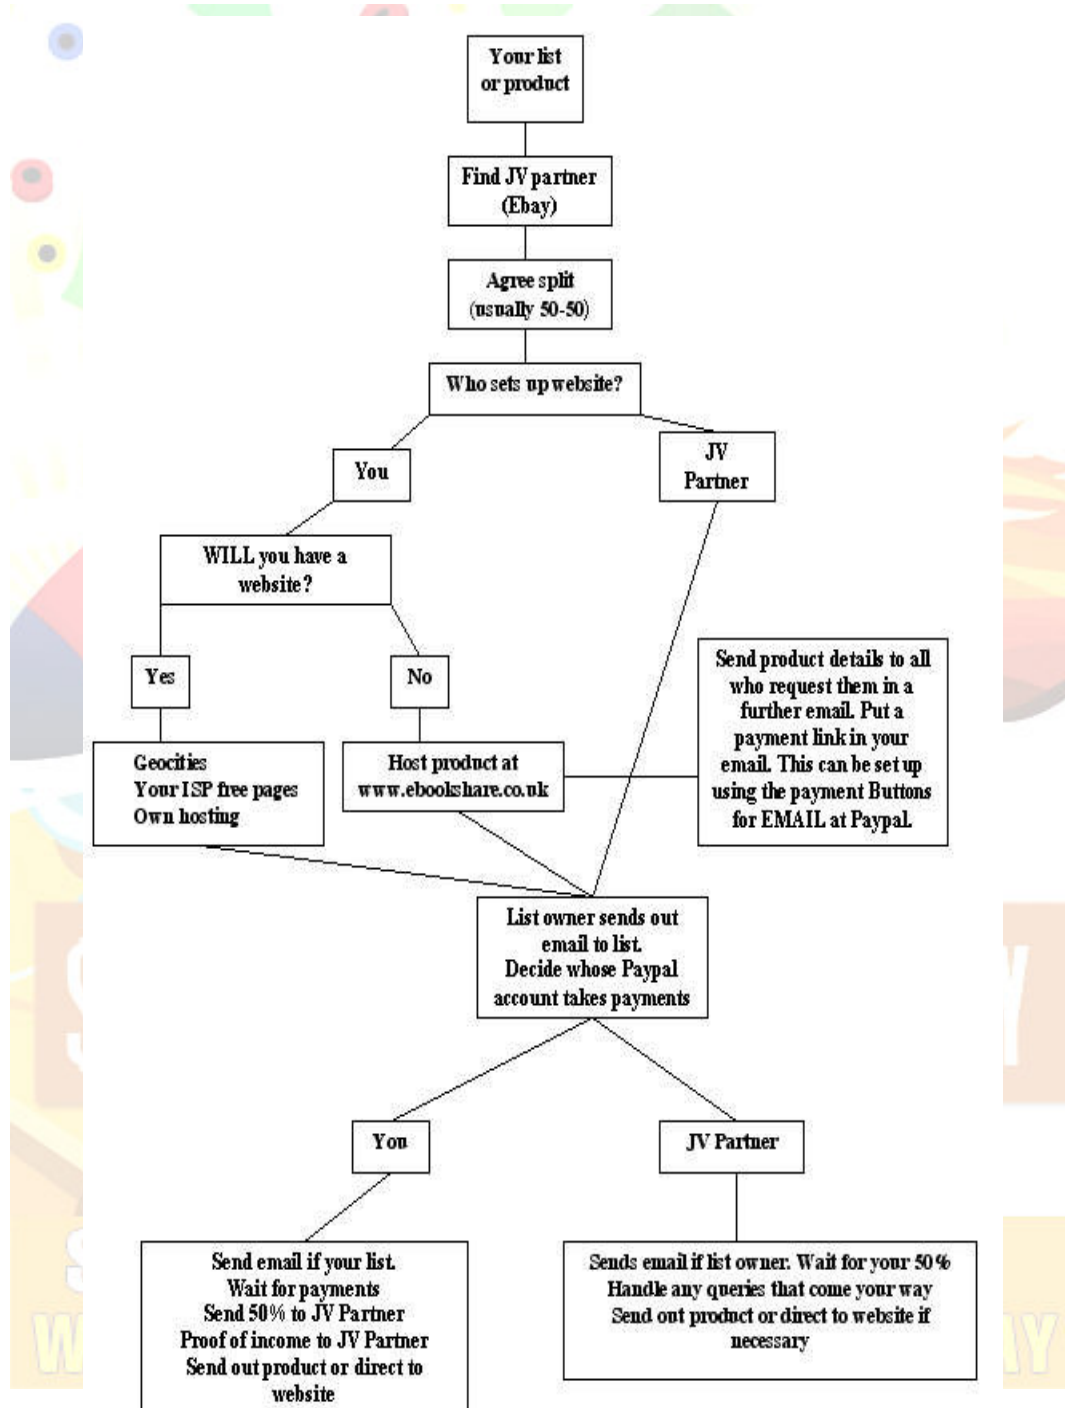 Your list
or product
Find JV partner
(Ebay)
Agree split
(usually 50-50)
Who sets up website?
You
JV
Partner
WILL you have a
website?
Yes
No
Send product details to all
who request them in a
further email. Put a
payment link in your
email. This can be set up
using the payment Buttons
for EMAIL at Paypal.
Geocities
Your ISP free pages
Own hosting
Host product at
www.ebookshare.co.uk
List owner sends out
email to list.
Decide whose Paypal
account takes payments
You
JV Partner
Send email if your list.
Wait for payments
Send 50% to JV Partner
Proof of income to JV Partner
Send out product or direct to
website
Sends email if list owner. Wait for your 50%
Handle any queries that come your way
Send out product or direct to website if
necessary